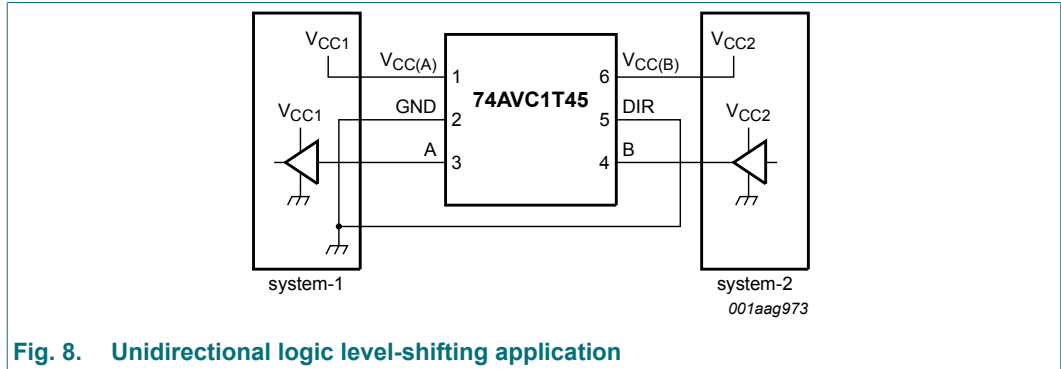 VCC1
VCC(A)
1
GND
2
VCC1
A
3
74AVC1T45
VCC2
VCC(B)
6
DIR
5
VCC2
B
4
system-1
system-2
001aag973
Fig. 8. Unidirectional logic level-shifting application